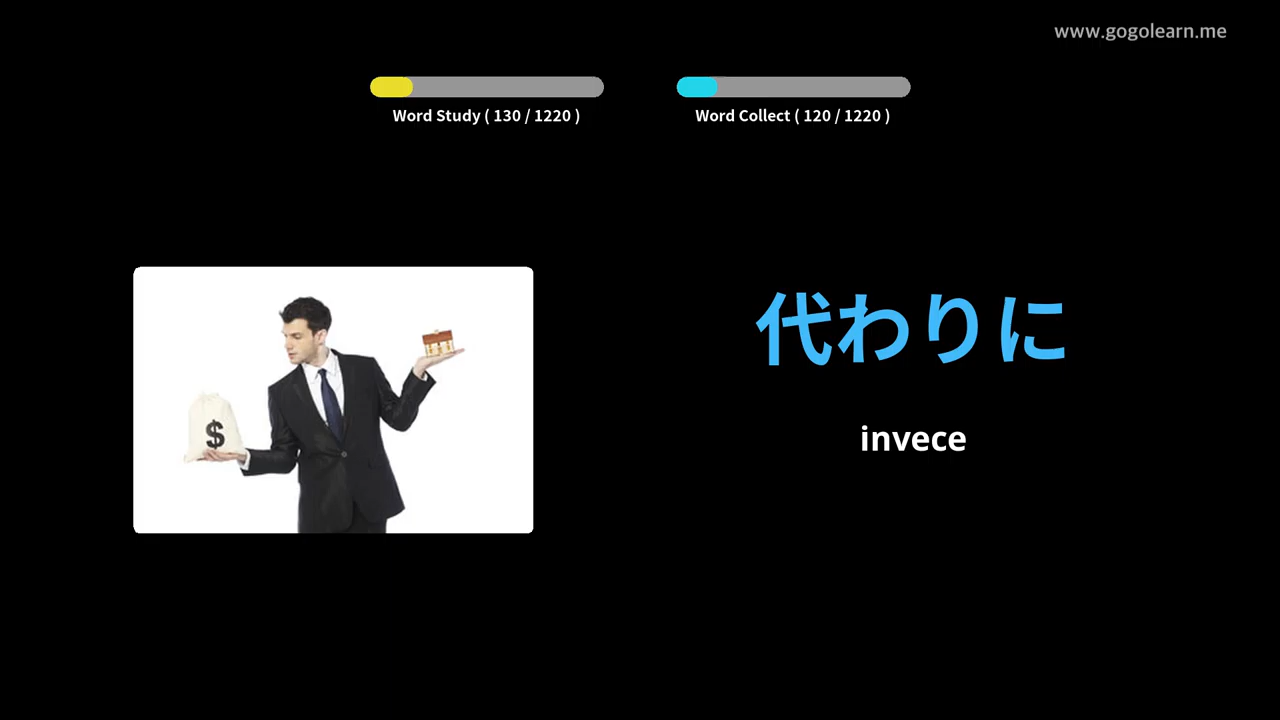 www.gogolearn.me
Word Study ( 130 / 1220 )
Word Collect ( 120 / 1220 )
$
代わりに
invece